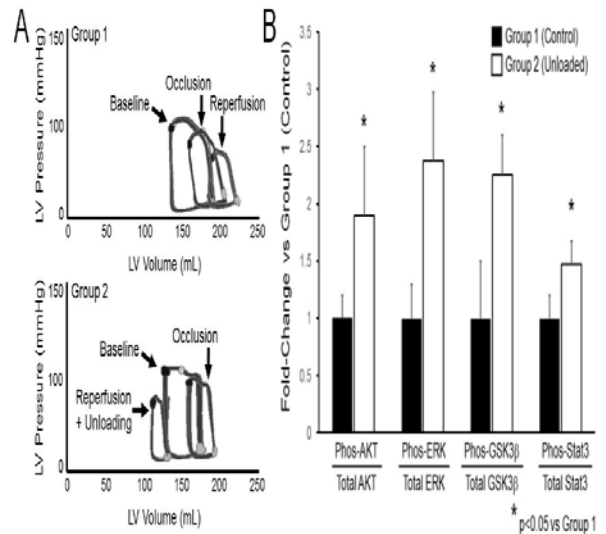 A
Group 1
LV Pressure (mmHg)
150
100
0
Baseline
Occlusion
Reperfusion
0 50 100 150 200 250
LV Volume (mL)
Group 2
LV Pressure (mmHg)
150
100
0
Baseline
Occlusion
Reperfusion
+ Unloading
0 50 100 150 200 250
LV Volume (mL)
B
Fold-Change vs Group 1 (Control)
4
3.5
3
2.5
2
1.5
1
0.5
0
Group 1 (Control)
Group 2 (Unloaded)
* * * *
Phos-AKT Phos-ERK Phos-GSK3β Phos-Stat3
Total AKT Total ERK Total GSK3β Total Stat3
* p<0.05 vs Group 1